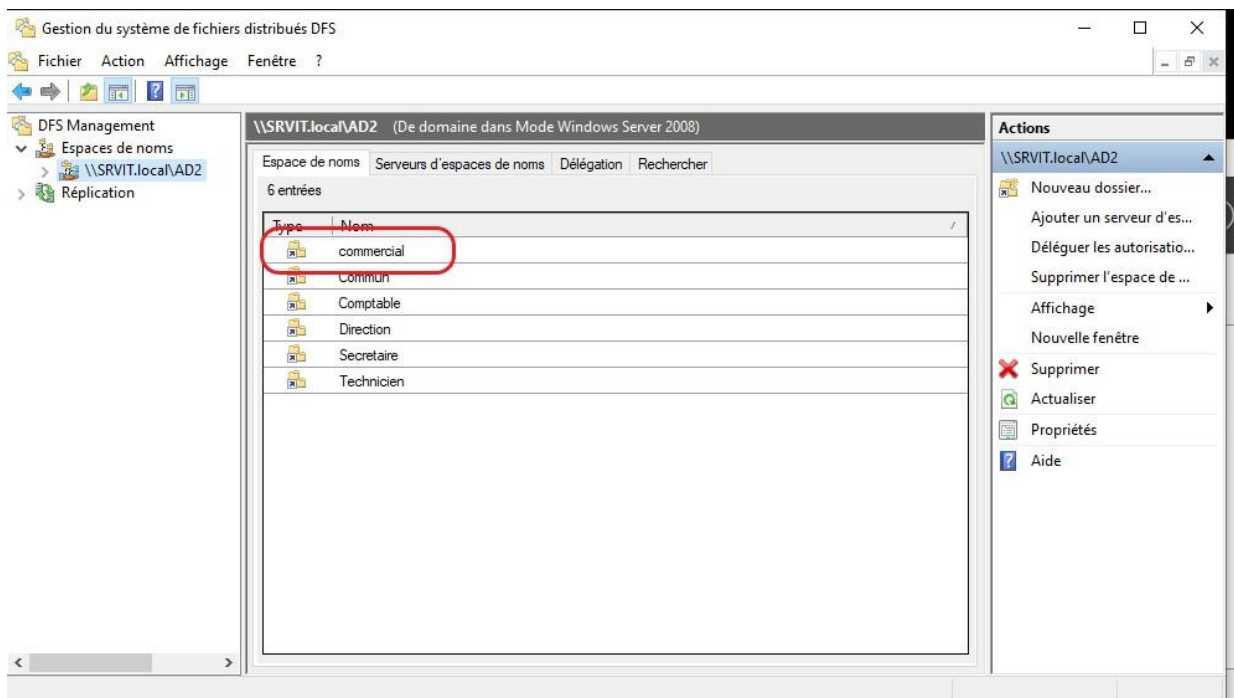 Gestion du système de fichiers distribués DFS
Fichier Action Affichage Fenêtre ?
DFS Management
Espaces de noms
\\SRVIT.local\AD2
Réplication
\\SRVIT.local\AD2 (De domaine dans Mode Windows Server 2008)
Espace de noms Serveurs d'espaces de noms Délégation Rechercher
6 entrées
Type Nom
commercial
Commun
Comptable
Direction
Secretaire
Technicien
Actions
\\SRVIT.local\AD2
Nouveau dossier...
Ajouter un serveur d'es...
Déléguer les autorisatio...
Supprimer l'espace de ...
Affichage
Nouvelle fenêtre
Supprimer
Actualiser
Propriétés
Aide